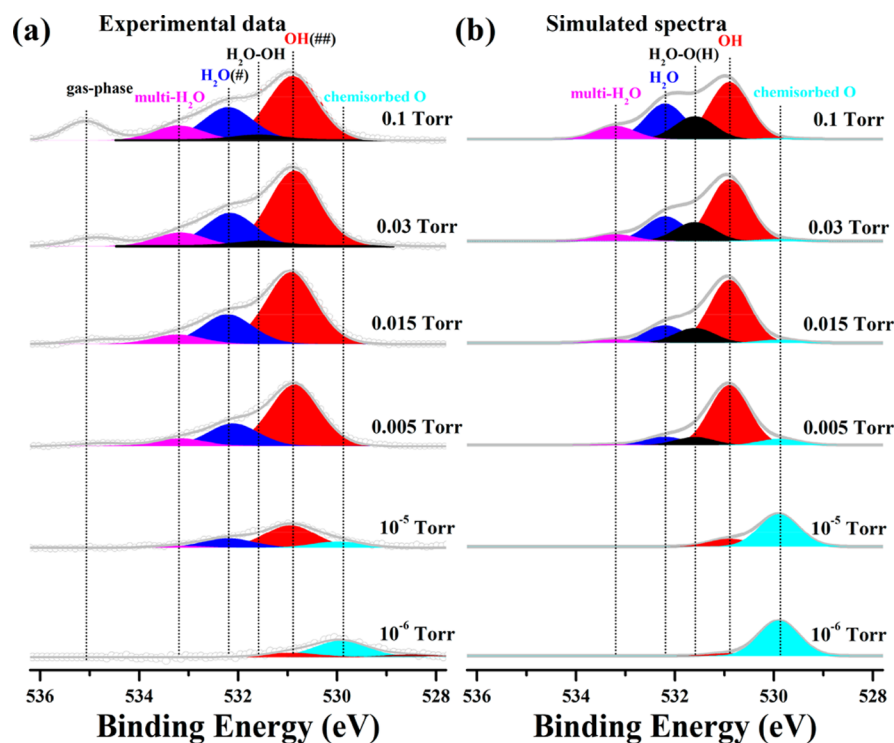 (a)
Experimental data
OH(##)
H₂O-OH
H₂O(#)
gas-phase
multi-H₂O
chemisorbed O
0.1 Torr
0.03 Torr
0.015 Torr
0.005 Torr
10⁻⁵ Torr
10⁻⁶ Torr
536 534 532 530 528
Binding Energy (eV)
(b)
Simulated spectra
OH
H₂O-O(H)
H₂O
multi-H₂O
chemisorbed O
0.1 Torr
0.03 Torr
0.015 Torr
0.005 Torr
10⁻⁵ Torr
10⁻⁶ Torr
536 534 532 530 528
Binding Energy (eV)